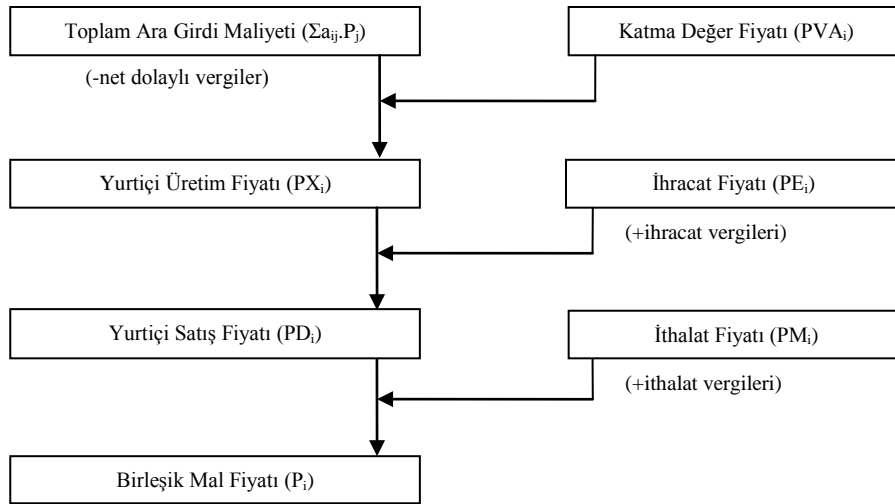 Toplam Ara Girdi Maliyeti (Σaᵢⱼ.Pⱼ)
Katma Değer Fiyatı (PVAᵢ)
(-net dolaylı vergiler)
Yurtiçi Üretim Fiyatı (PXᵢ)
İhracat Fiyatı (PEᵢ)
(+ihracat vergileri)
Yurtiçi Satış Fiyatı (PDᵢ)
İthalat Fiyatı (PMᵢ)
(+ithalat vergileri)
Birleşik Mal Fiyatı (Pᵢ)